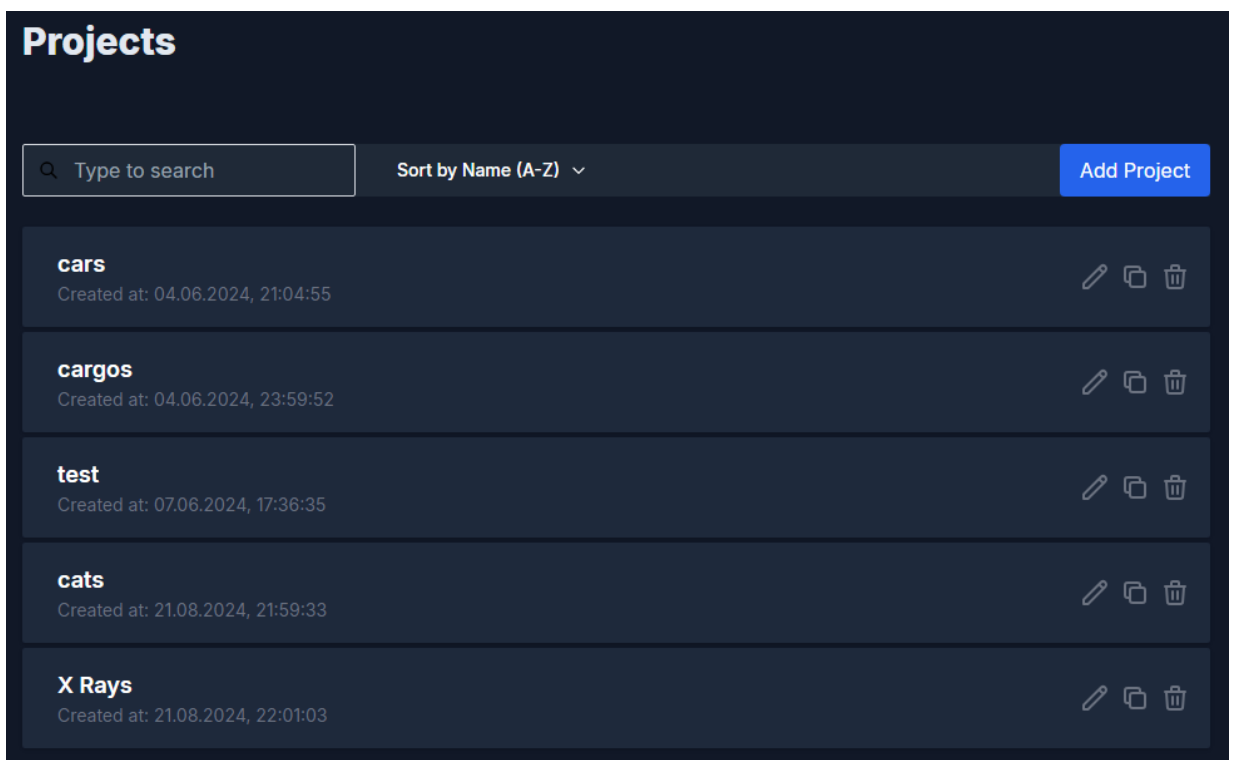 Projects
Type to search
Sort by Name (A-Z)
Add Project
cars
Created at: 04.06.2024, 21:04:55
cargos
Created at: 04.06.2024, 23:59:52
test
Created at: 07.06.2024, 17:36:35
cats
Created at: 21.08.2024, 21:59:33
X Rays
Created at: 21.08.2024, 22:01:03